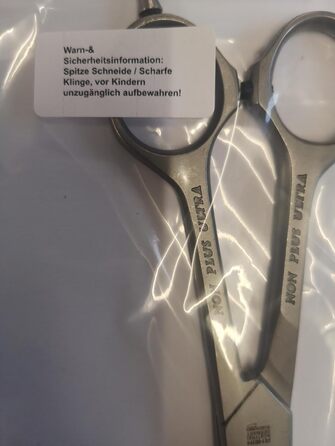 Warn-&
Sicherheitsinformation:
Spitze Schneide / Scharfe
Klinge, vor Kindern
unzugänglich aufbewahren!
NON PLUS ULTRA
NON PLUS ULTRA